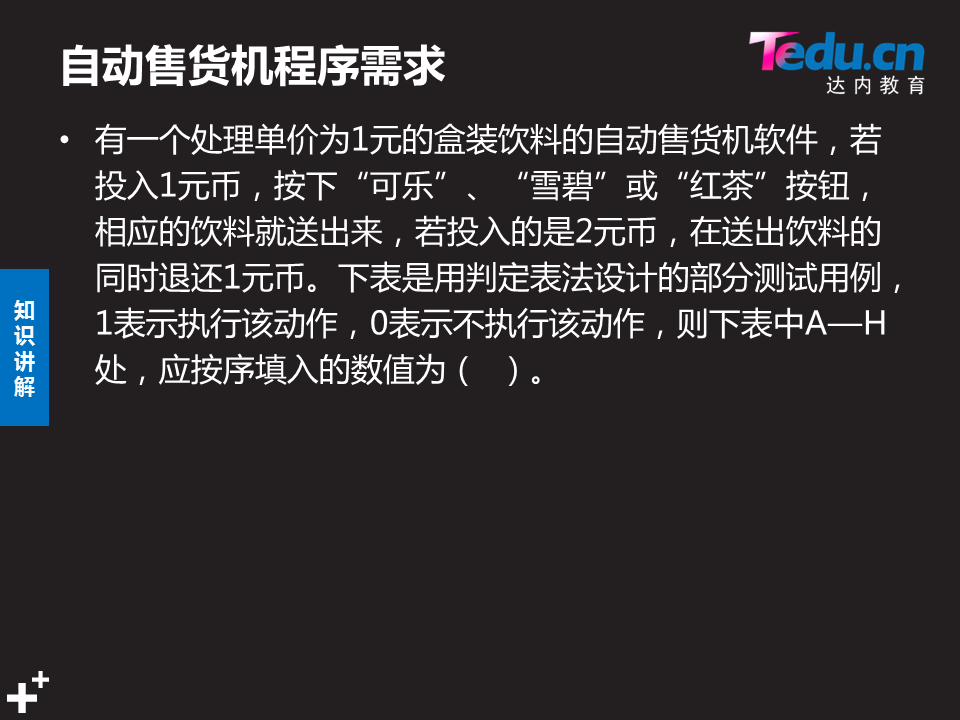 自动售货机程序需求
Tedu.cn
达内教育
• 有一个处理单价为1元的盒装饮料的自动售货机软件，若
投入1元币，按下“可乐”、“雪碧”或“红茶”按钮，
相应的饮料就送出来，若投入的是2元币，在送出饮料的
同时退还1元币。下表是用判定表法设计的部分测试用例，
1表示执行该动作，0表示不执行该动作，则下表中A—H
处，应按序填入的数值为（　）。
知
识
讲
解